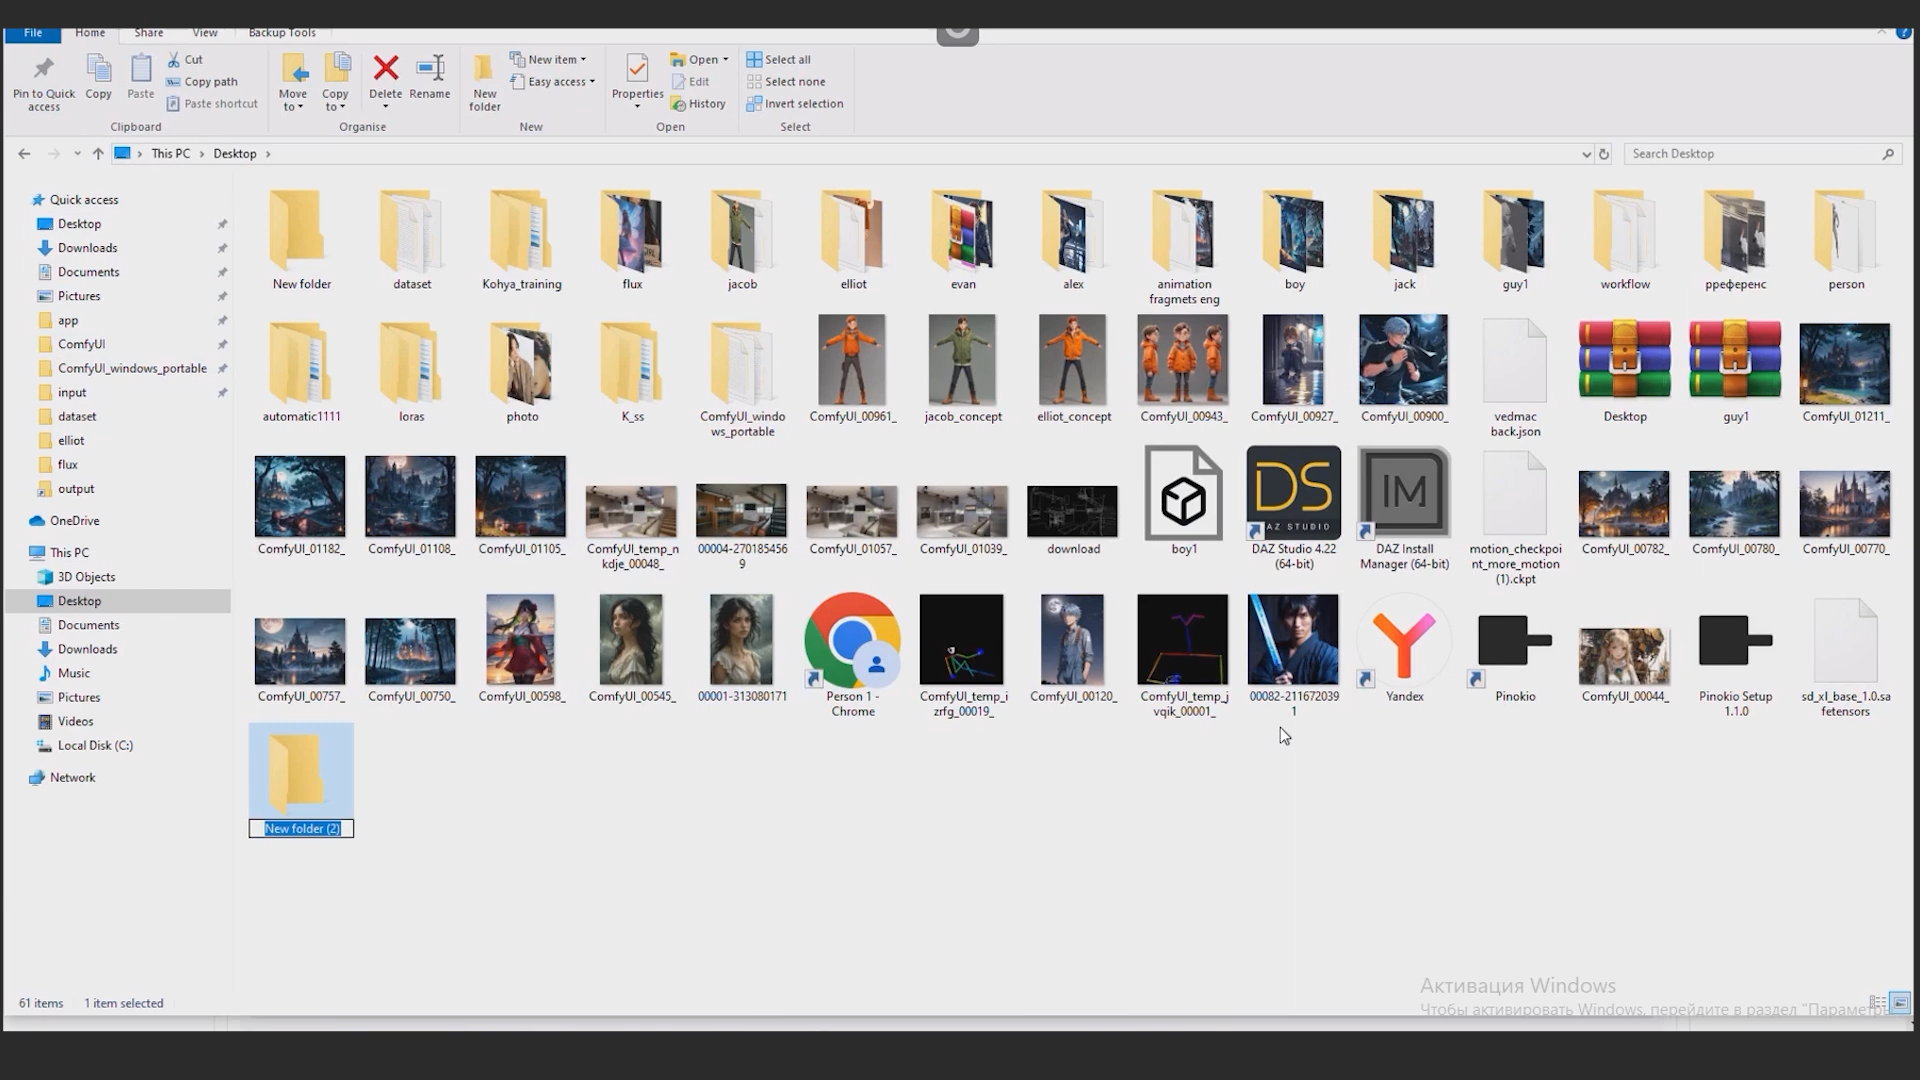 File Home Share View Backup Tools
Pin to Quick access
Copy
Paste
Cut
Copy path
Paste shortcut
Clipboard
Move to
Copy to
Delete
Rename
Organise
New folder
New item
Easy access
New
Properties
Open
Edit
History
Open
Select all
Select none
Invert selection
Select
This PC > Desktop >
Search Desktop
Quick access
Desktop
Downloads
Documents
Pictures
app
ComfyUI
ComfyUI_windows_portable
input
dataset
elliot
flux
output
OneDrive
This PC
3D Objects
Desktop
Documents
Downloads
Music
Pictures
Videos
Local Disk (C:)
Network
New folder
dataset
Kohya_training
flux
jacob
elliot
evan
alex
animation
fragmets eng
boy
jack
guy1
workflow
рреференс
person
automatic1111
loras
photo
K_ss
ComfyUI_windo
ws_portable
ComfyUI_00961_
jacob_concept
elliot_concept
ComfyUI_00943_
ComfyUI_00927_
ComfyUI_00900_
vedmac
back.json
Desktop
guy1
ComfyUI_01211_
ComfyUI_01182_
ComfyUI_01108_
ComfyUI_01105_
ComfyUI_temp_n
kdje_00048_
00004-270185456
9
ComfyUI_01057_
ComfyUI_01039_
download
boy1
DS
DAZ STUDIO
DAZ Studio 4.22
(64-bit)
IM
DAZ Install
Manager (64-bit)
motion_checkpoi
nt_more_motion
(1).ckpt
ComfyUI_00782_
ComfyUI_00780_
ComfyUI_00770_
ComfyUI_00757_
ComfyUI_00750_
ComfyUI_00598_
ComfyUI_00545_
00001-313080171
Person 1 -
Chrome
ComfyUI_temp_i
zrfg_00019_
ComfyUI_00120_
ComfyUI_temp_j
vqik_00001_
00082-211672039
1
Yandex
Pinokio
ComfyUI_00044_
Pinokio Setup
1.1.0
sd_xl_base_1.0.sa
fetensors
New folder (2)
61 items 1 item selected
Активация Windows
Чтобы активировать Windows, перейдите в раздел "Параметры